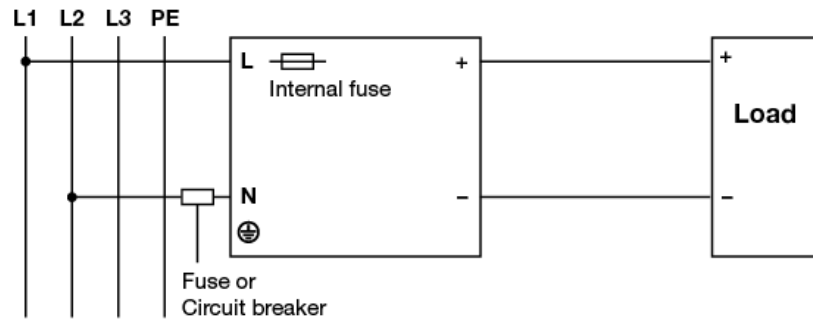 L1 L2 L3 PE
L + +
Internal fuse
Load
N – –
Fuse or
Circuit breaker